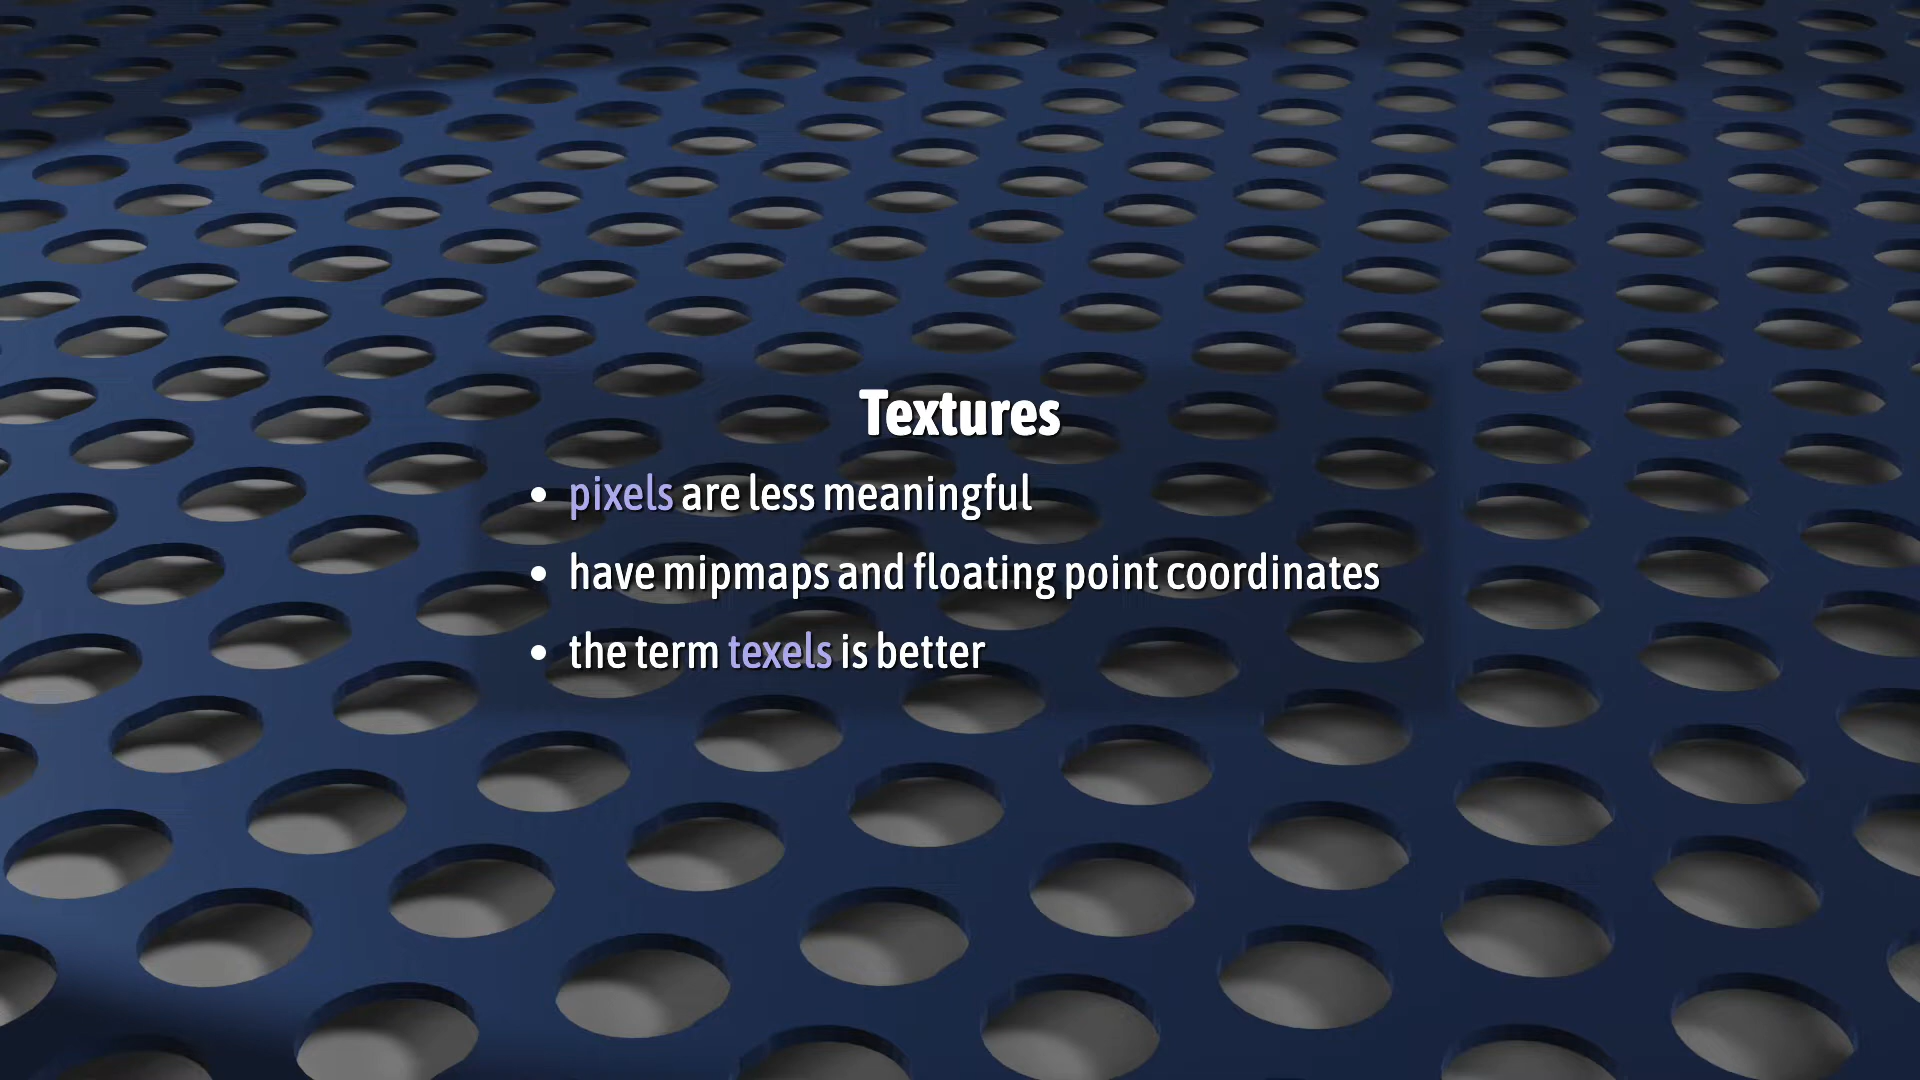 Textures
• pixels are less meaningful
• have mipmaps and floating point coordinates
• the term texels is better